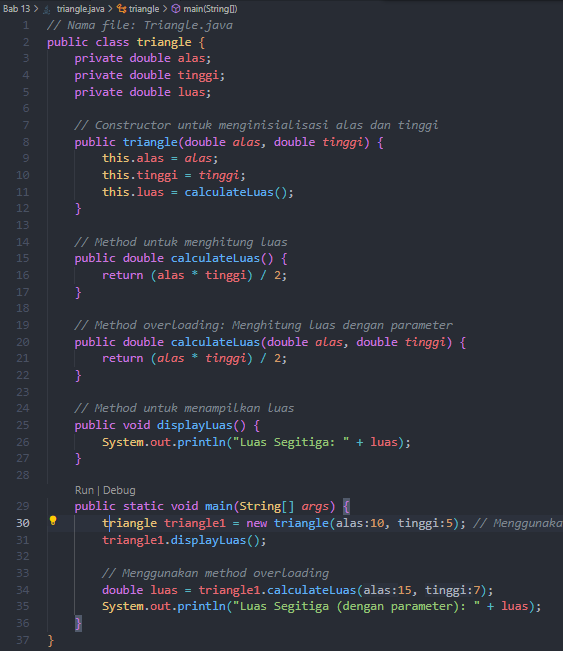 Bab 13 > triangle.java > triangle > main(String[])
1 // Nama file: Triangle.java
2 public class triangle {
3     private double alas;
4     private double tinggi;
5     private double luas;
6
7     // Constructor untuk menginisialisasi alas dan tinggi
8     public triangle(double alas, double tinggi) {
9         this.alas = alas;
10         this.tinggi = tinggi;
11         this.luas = calculateLuas();
12     }
13
14     // Method untuk menghitung luas
15     public double calculateLuas() {
16         return (alas * tinggi) / 2;
17     }
18
19     // Method overloading: Menghitung luas dengan parameter
20     public double calculateLuas(double alas, double tinggi) {
21         return (alas * tinggi) / 2;
22     }
23
24     // Method untuk menampilkan luas
25     public void displayLuas() {
26         System.out.println("Luas Segitiga: " + luas);
27     }
28
Run | Debug
29     public static void main(String[] args) {
30         triangle triangle1 = new triangle(alas:10, tinggi:5); // Menggunaka
31         triangle1.displayLuas();
32
33         // Menggunakan method overloading
34         double luas = triangle1.calculateLuas(alas:15, tinggi:7);
35         System.out.println("Luas Segitiga (dengan parameter): " + luas);
36     }
37 }